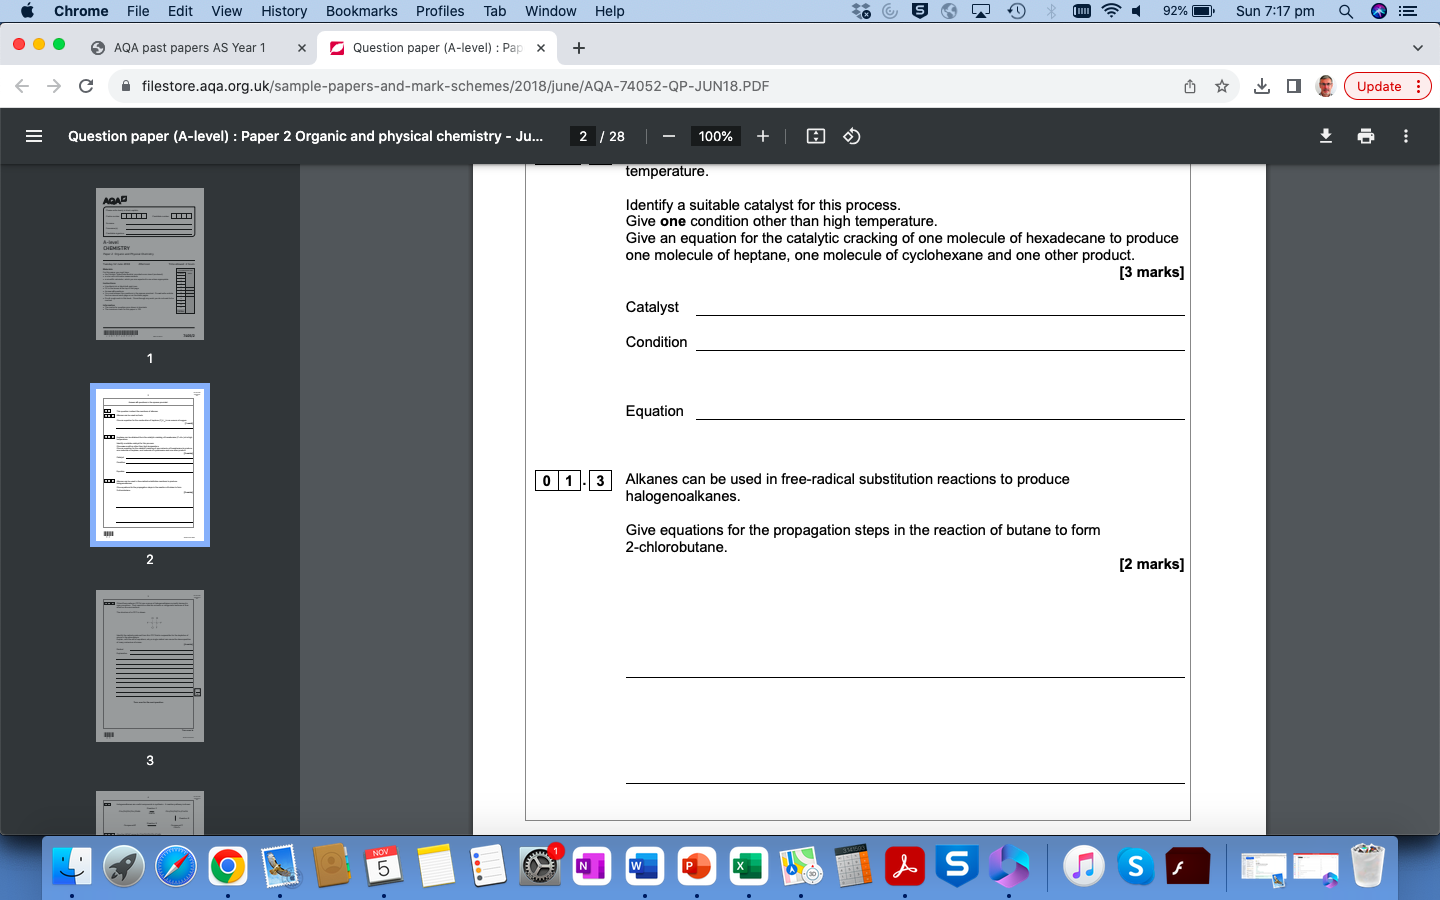 Chrome File Edit View History Bookmarks Profiles Tab Window Help 92% Sun 7:17 pm
AQA past papers AS Year 1 Question paper (A-level) : Pap
filestore.aqa.org.uk/sample-papers-and-mark-schemes/2018/june/AQA-74052-QP-JUN18.PDF Update
Question paper (A-level) : Paper 2 Organic and physical chemistry - Ju... 2 / 28 100%
temperature.
Identify a suitable catalyst for this process.
Give one condition other than high temperature.
Give an equation for the catalytic cracking of one molecule of hexadecane to produce
one molecule of heptane, one molecule of cyclohexane and one other product.
[3 marks]
Catalyst
Condition
Equation
0 1 . 3 Alkanes can be used in free-radical substitution reactions to produce
halogenoalkanes.
Give equations for the propagation steps in the reaction of butane to form
2-chlorobutane.
[2 marks]
AQA
A-level
CHEMISTRY
1
2
3
NOV
5
1